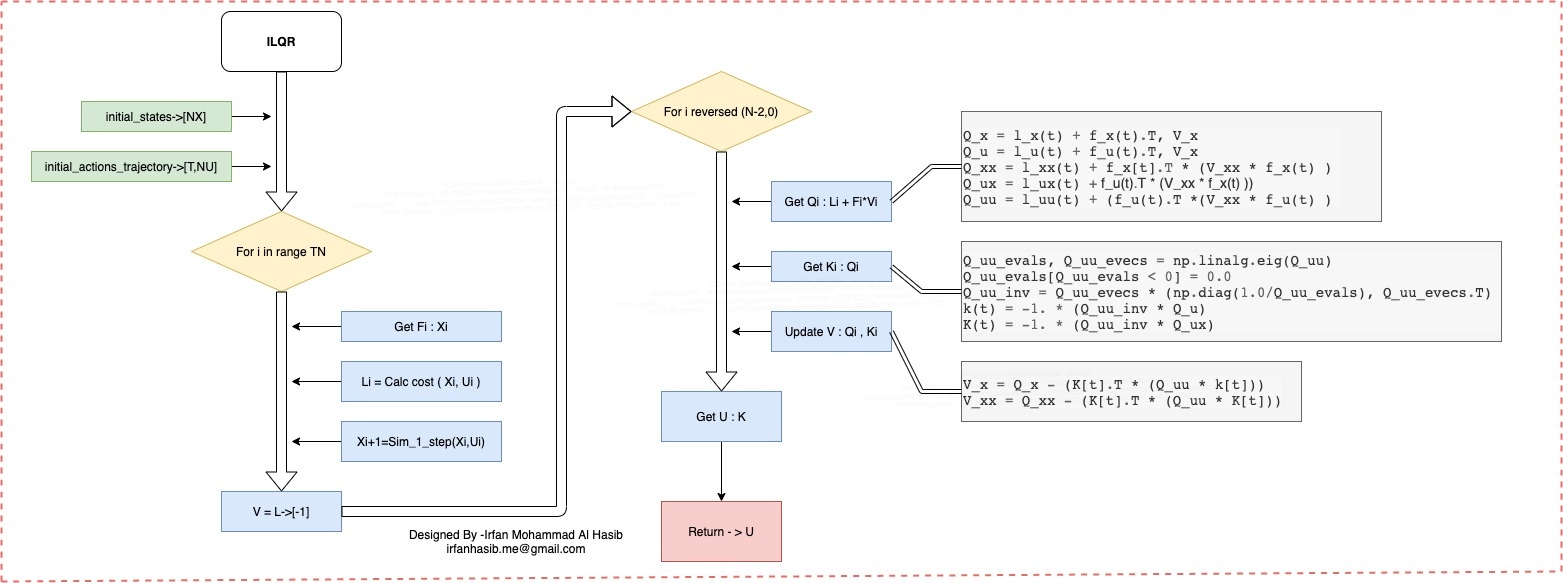 ILQR
initial_states->[NX]
initial_actions_trajectory->[T,NU]
For i in range TN
Get Fi : Xi
Li = Calc cost ( Xi, Ui )
Xi+1=Sim_1_step(Xi,Ui)
V = L->[-1]
Designed By -Irfan Mohammad Al Hasib
irfanhasib.me@gmail.com
For i reversed (N-2,0)
Get Qi : Li + Fi*Vi
Q_x = l_x(t) + f_x(t).T, V_x
Q_u = l_u(t) + f_u(t).T, V_x
Q_xx = l_xx(t) + f_x[t].T * (V_xx * f_x(t) )
Q_ux = l_ux(t) + f_u(t).T * (V_xx * f_x(t) ))
Q_uu = l_uu(t) + (f_u(t).T *(V_xx * f_u(t) )
Get Ki : Qi
Q_uu_evals, Q_uu_evecs = np.linalg.eig(Q_uu)
Q_uu_evals[Q_uu_evals < 0] = 0.0
Q_uu_inv = Q_uu_evecs * (np.diag(1.0/Q_uu_evals), Q_uu_evecs.T)
k(t) = -1. * (Q_uu_inv * Q_u)
K(t) = -1. * (Q_uu_inv * Q_ux)
Update V : Qi , Ki
V_x = Q_x - (K[t].T * (Q_uu * k[t]))
V_xx = Q_xx - (K[t].T * (Q_uu * K[t]))
Get U : K
Return - > U